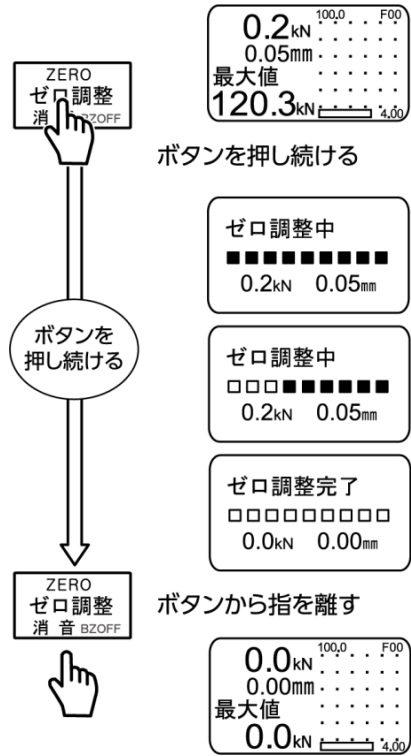 0.2kN 100.0 F00
0.05mm
最大値
120.3kN 4.00
ZERO
ゼロ調整
消 BZOFF
ボタンを押し続ける
ゼロ調整中
■■■■■■■■■
0.2kN 0.05mm
ボタンを
押し続ける
ゼロ調整中
□□□■■■■■■
0.2kN 0.05mm
ゼロ調整完了
□□□□□□□□□
0.0kN 0.00mm
ZERO
ゼロ調整
消 音 BZOFF
ボタンから指を離す
0.0kN 100.0 F00
0.00mm
最大値
0.0kN 4.00